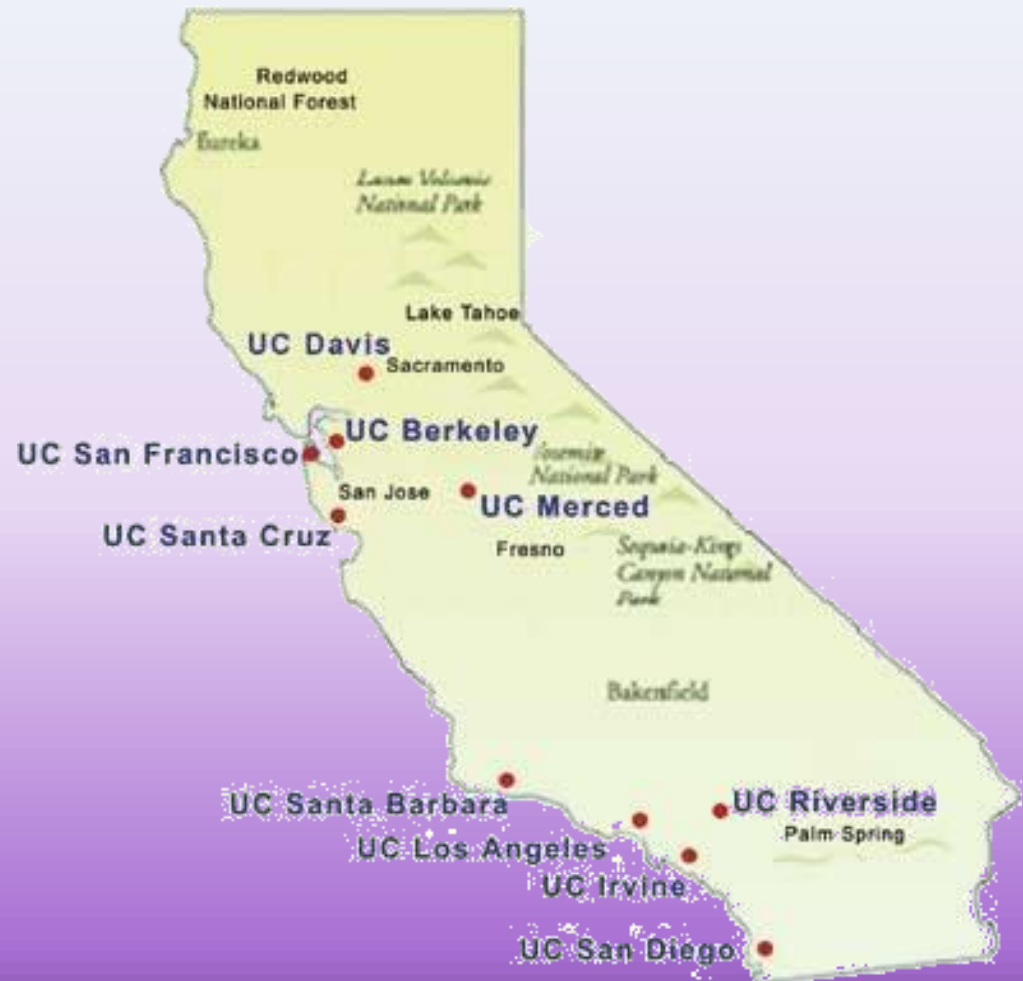 Redwood
National Forest
Eureka
Volcanic
National Park
Lake Tahoe
UC Davis
Sacramento
UC Berkeley
UC San Francisco
Yosemite
National Park
San Jose
UC Merced
UC Santa Cruz
Fresno
Sequoia-Kings
Canyon National
Park
Bakenfield
UC Santa Barbara
UC Riverside
Palm Spring
UC Los Angeles
UC Irvine
UC San Diego